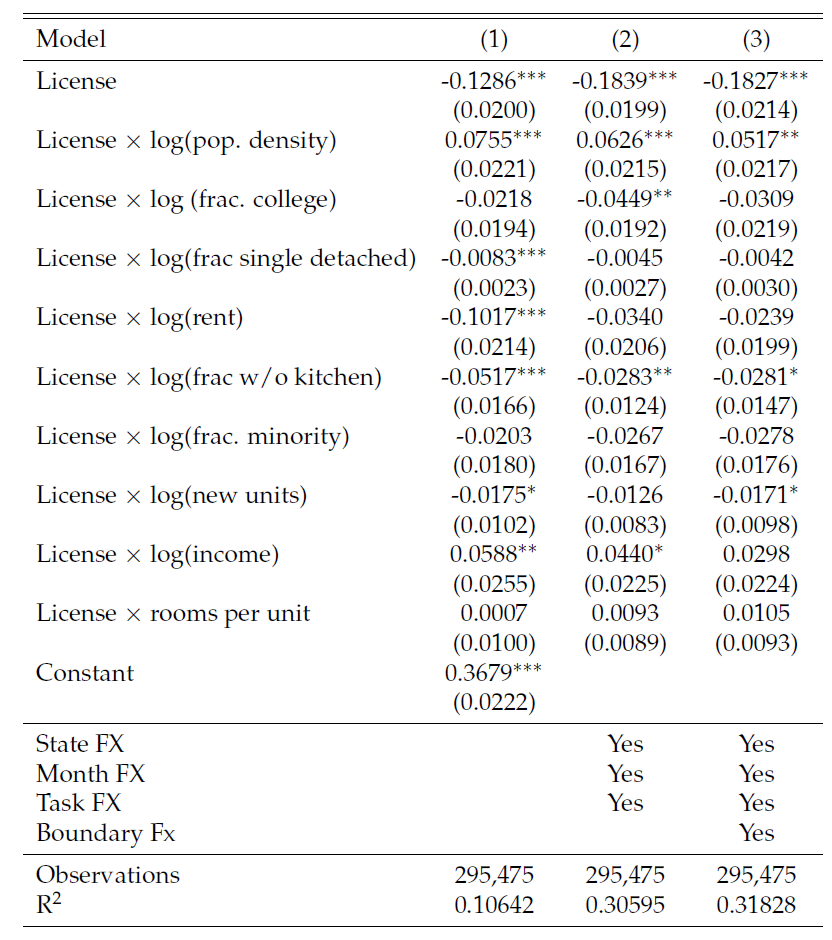 Model (1) (2) (3)
License -0.1286*** -0.1839*** -0.1827***
(0.0200) (0.0199) (0.0214)
License × log(pop. density) 0.0755*** 0.0626*** 0.0517**
(0.0221) (0.0215) (0.0217)
License × log (frac. college) -0.0218 -0.0449** -0.0309
(0.0194) (0.0192) (0.0219)
License × log(frac single detached) -0.0083*** -0.0045 -0.0042
(0.0023) (0.0027) (0.0030)
License × log(rent) -0.1017*** -0.0340 -0.0239
(0.0214) (0.0206) (0.0199)
License × log(frac w/o kitchen) -0.0517*** -0.0283** -0.0281*
(0.0166) (0.0124) (0.0147)
License × log(frac. minority) -0.0203 -0.0267 -0.0278
(0.0180) (0.0167) (0.0176)
License × log(new units) -0.0175* -0.0126 -0.0171*
(0.0102) (0.0083) (0.0098)
License × log(income) 0.0588** 0.0440* 0.0298
(0.0255) (0.0225) (0.0224)
License × rooms per unit 0.0007 0.0093 0.0105
(0.0100) (0.0089) (0.0093)
Constant 0.3679***
(0.0222)
State FX Yes Yes
Month FX Yes Yes
Task FX Yes Yes
Boundary Fx Yes
Observations 295,475 295,475 295,475
R² 0.10642 0.30595 0.31828